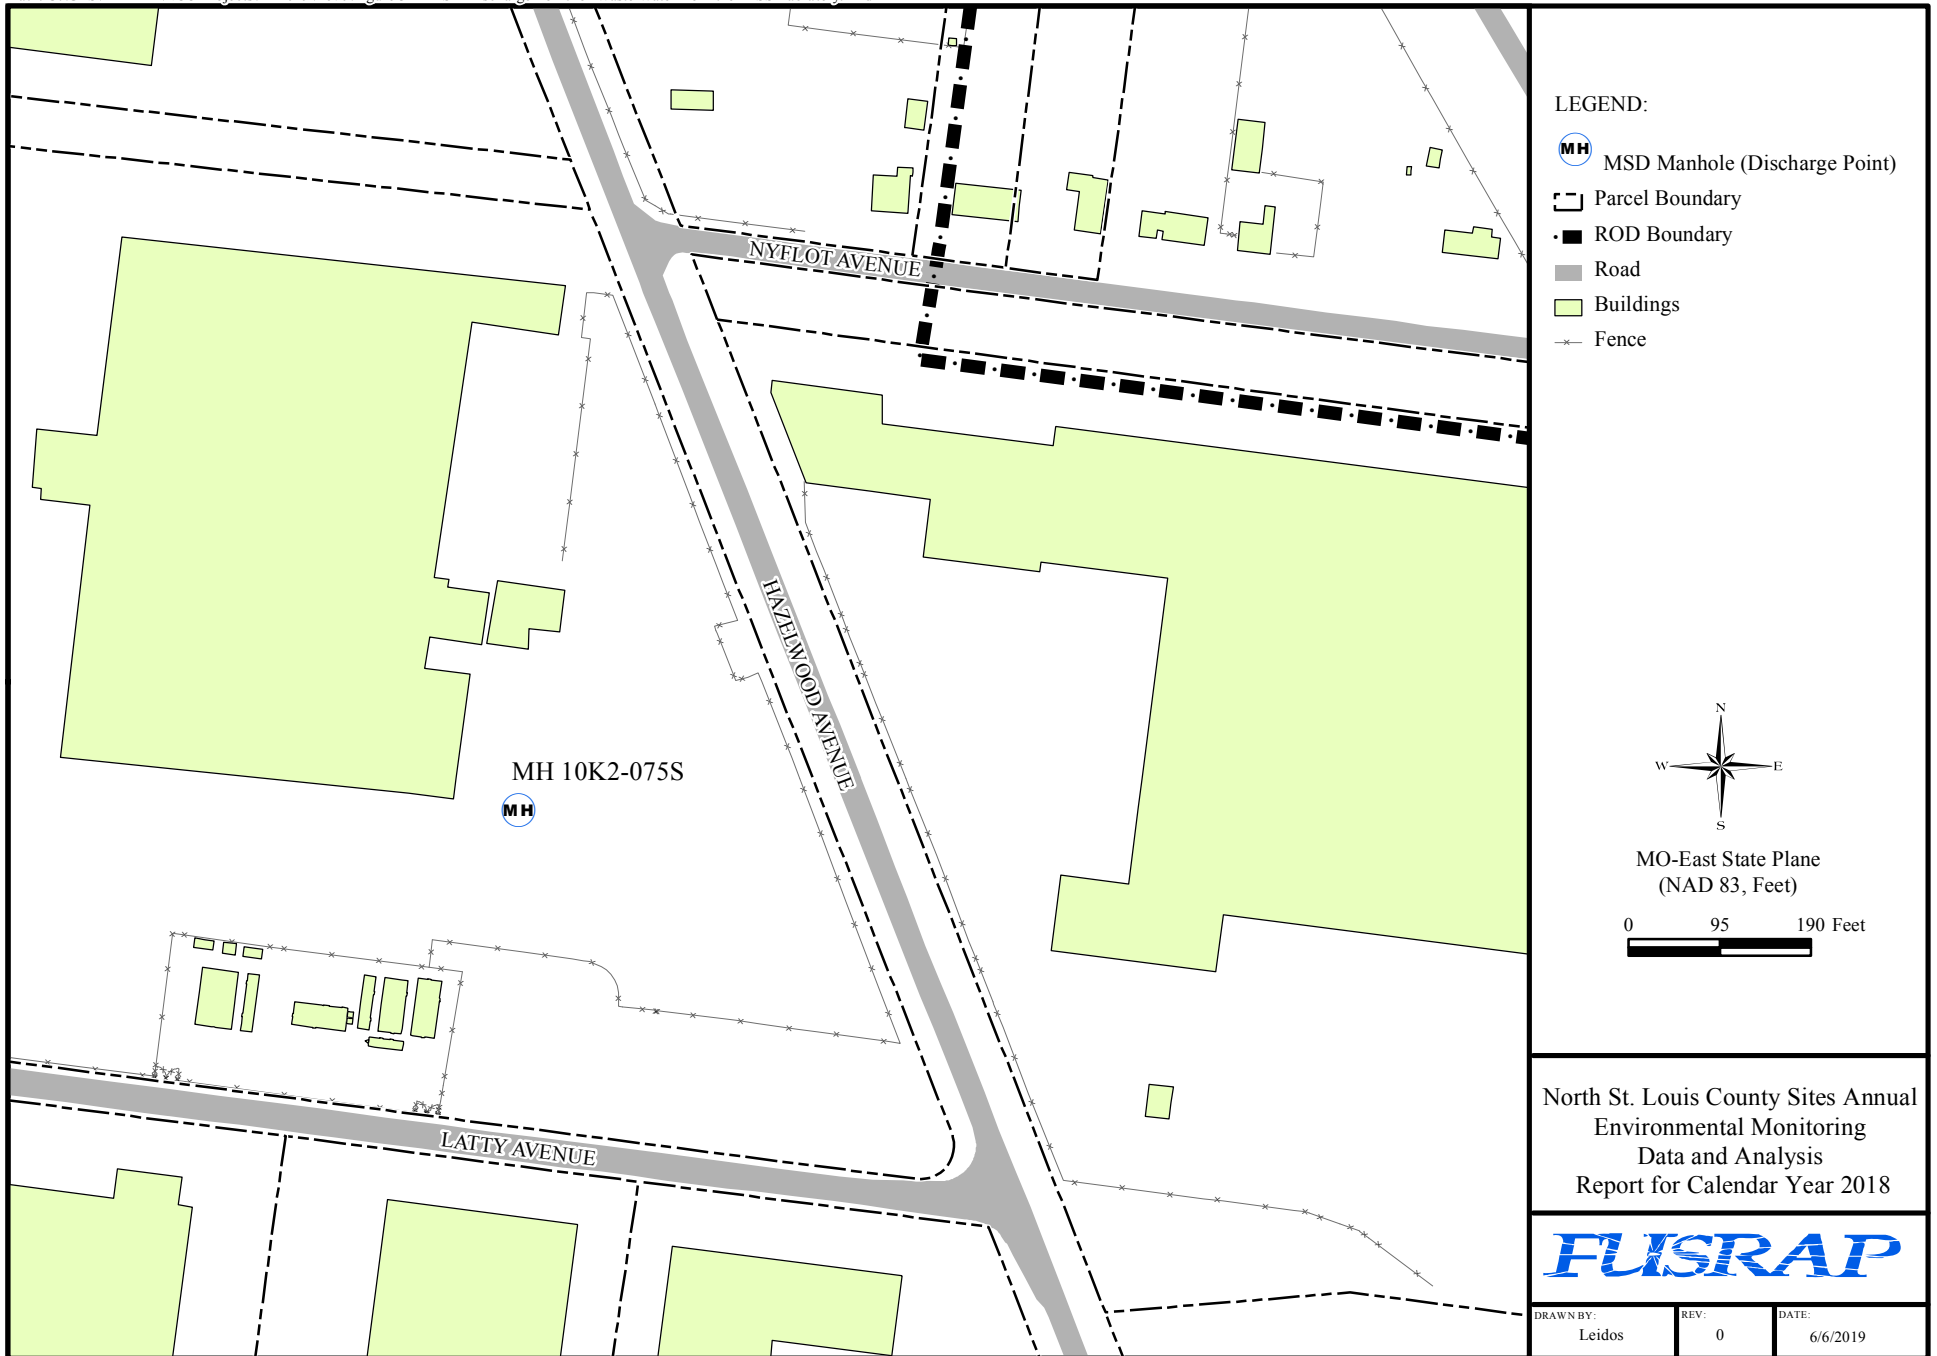 NYFLOT AVENUE
HAZELWOOD AVENUE
MH 10K2-075S
MH
LATTY AVENUE
LEGEND:
MH MSD Manhole (Discharge Point)
Parcel Boundary
ROD Boundary
Road
Buildings
Fence
N
W E
S
MO-East State Plane
(NAD 83, Feet)
0 95 190 Feet
North St. Louis County Sites Annual
Environmental Monitoring
Data and Analysis
Report for Calendar Year 2018
FUSRAP
DRAWN BY: REV: DATE:
Leidos 0 6/6/2019